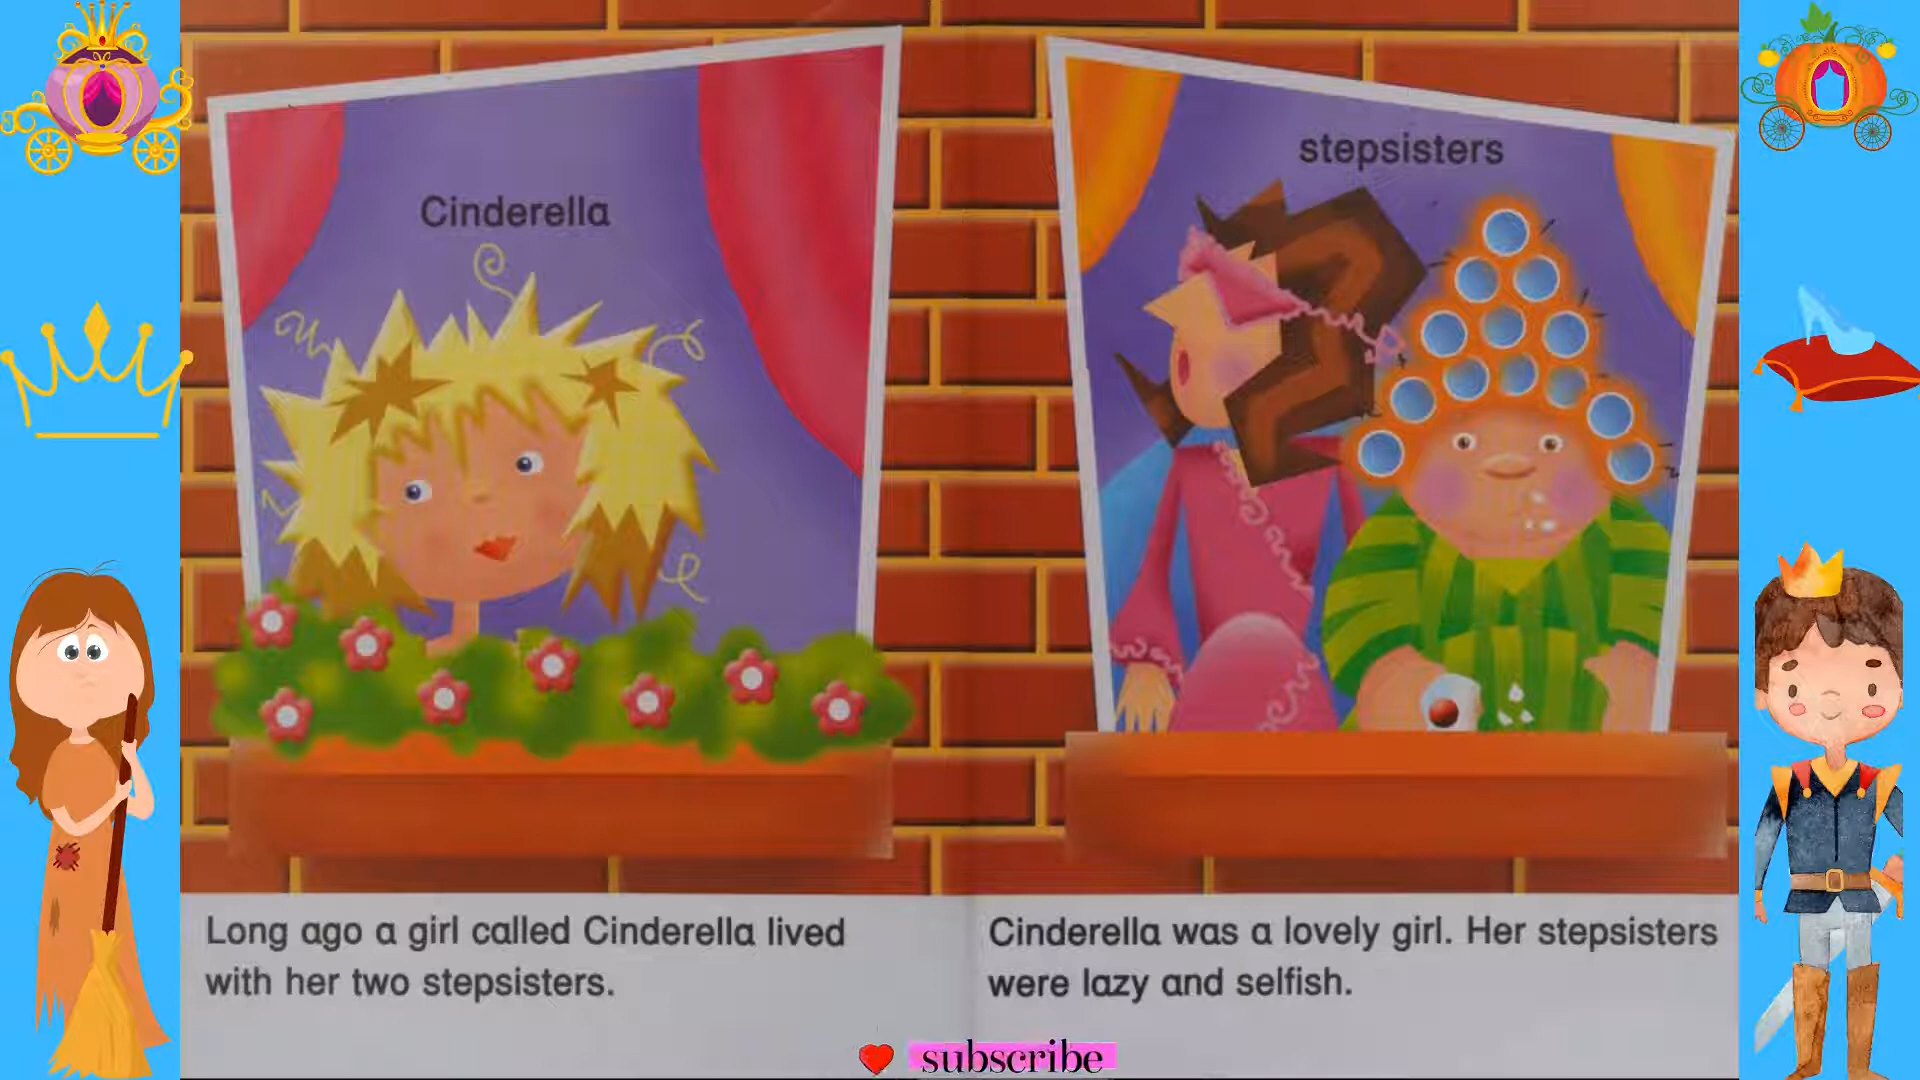 Cinderella
stepsisters
Long ago a girl called Cinderella lived
with her two stepsisters.
Cinderella was a lovely girl. Her stepsisters
were lazy and selfish.
subscribe